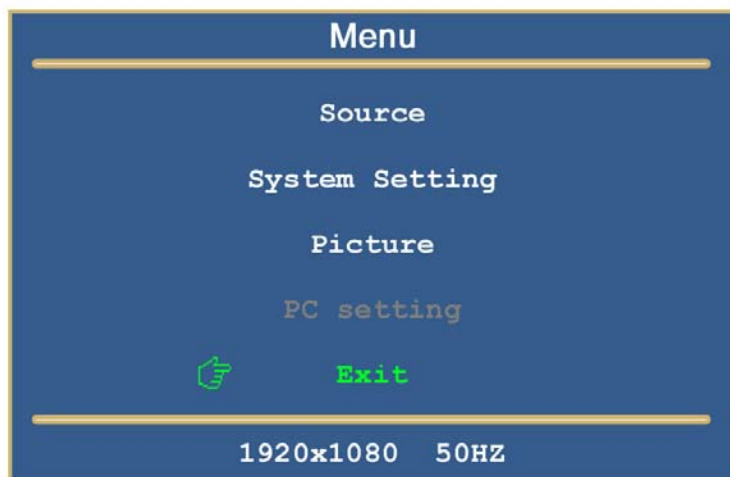 Menu
Source
System Setting
Picture
PC setting
Exit
1920x1080 50HZ